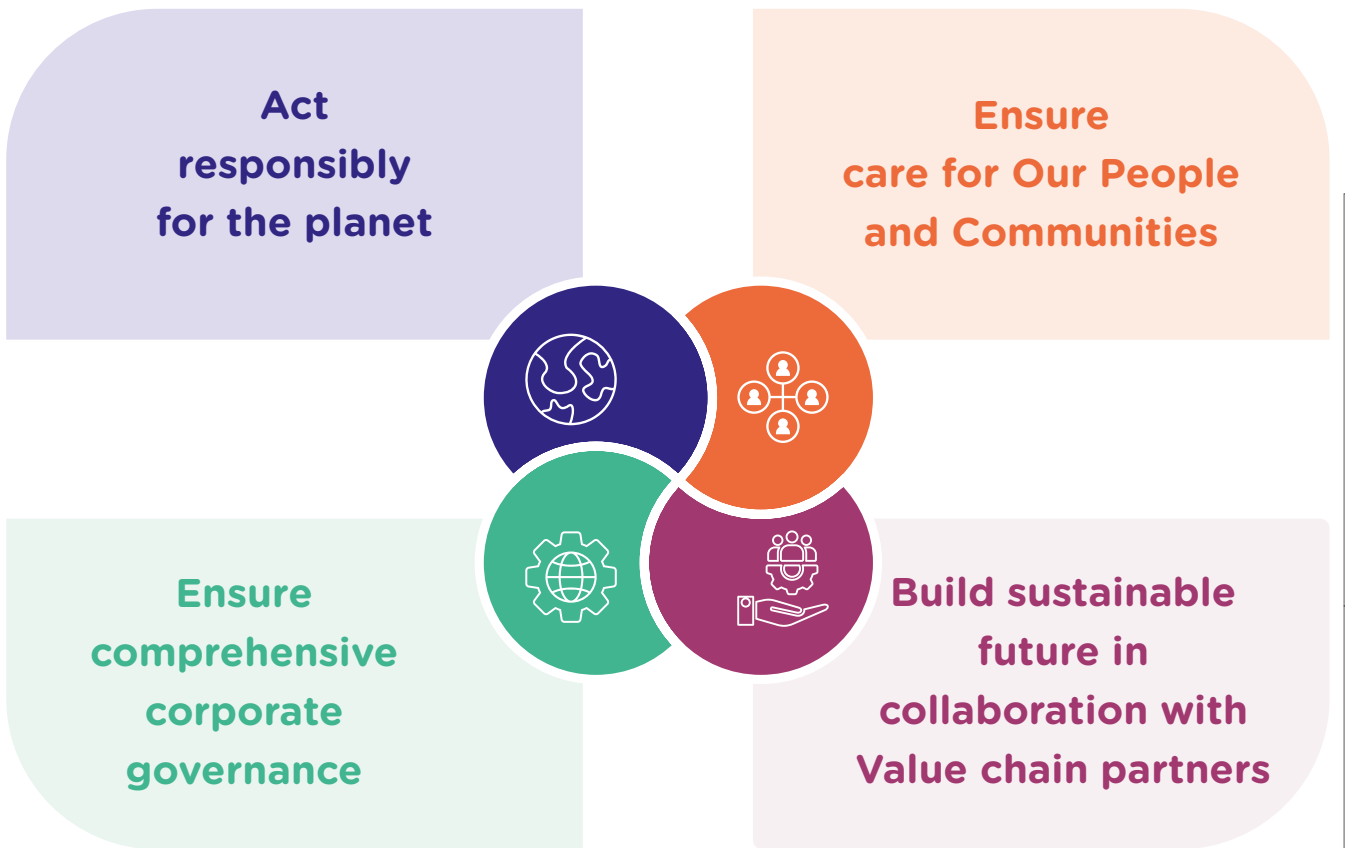 Act
responsibly
for the planet
Ensure
care for Our People
and Communities
Ensure
comprehensive
corporate
governance
Build sustainable
future in
collaboration with
Value chain partners